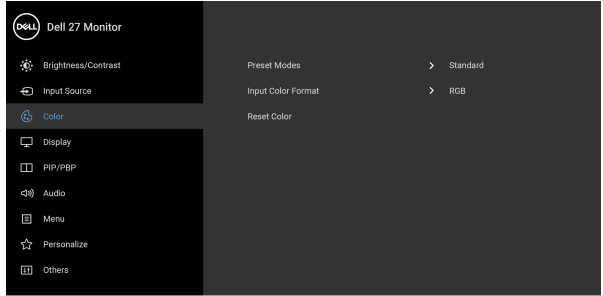 DELL Dell 27 Monitor
Brightness/Contrast Preset Modes Standard
Input Source Input Color Format RGB
Color Reset Color
Display
PIP/PBP
Audio
Menu
Personalize
Others